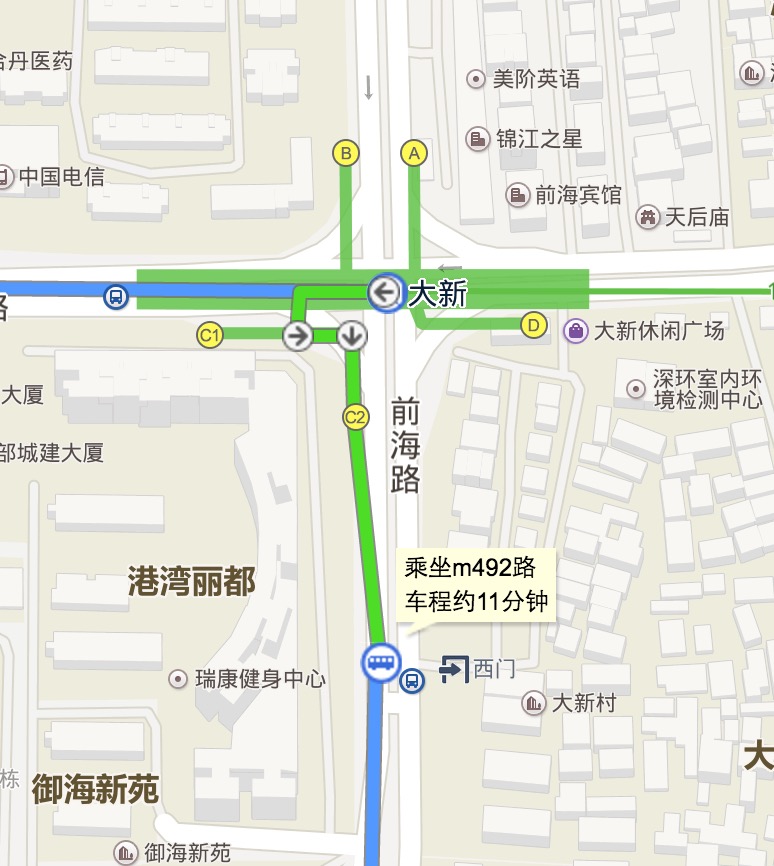 合丹医药
美阶英语
锦江之星
B
A
中国电信
前海宾馆
天后庙
大新
路
C1
D
大新休闲广场
深环室内环
境检测中心
大厦
C2
前
海
路
部城建大厦
乘坐m492路
车程约11分钟
港湾丽都
西门
瑞康健身中心
大新村
大
栋
御海新苑
御海新苑